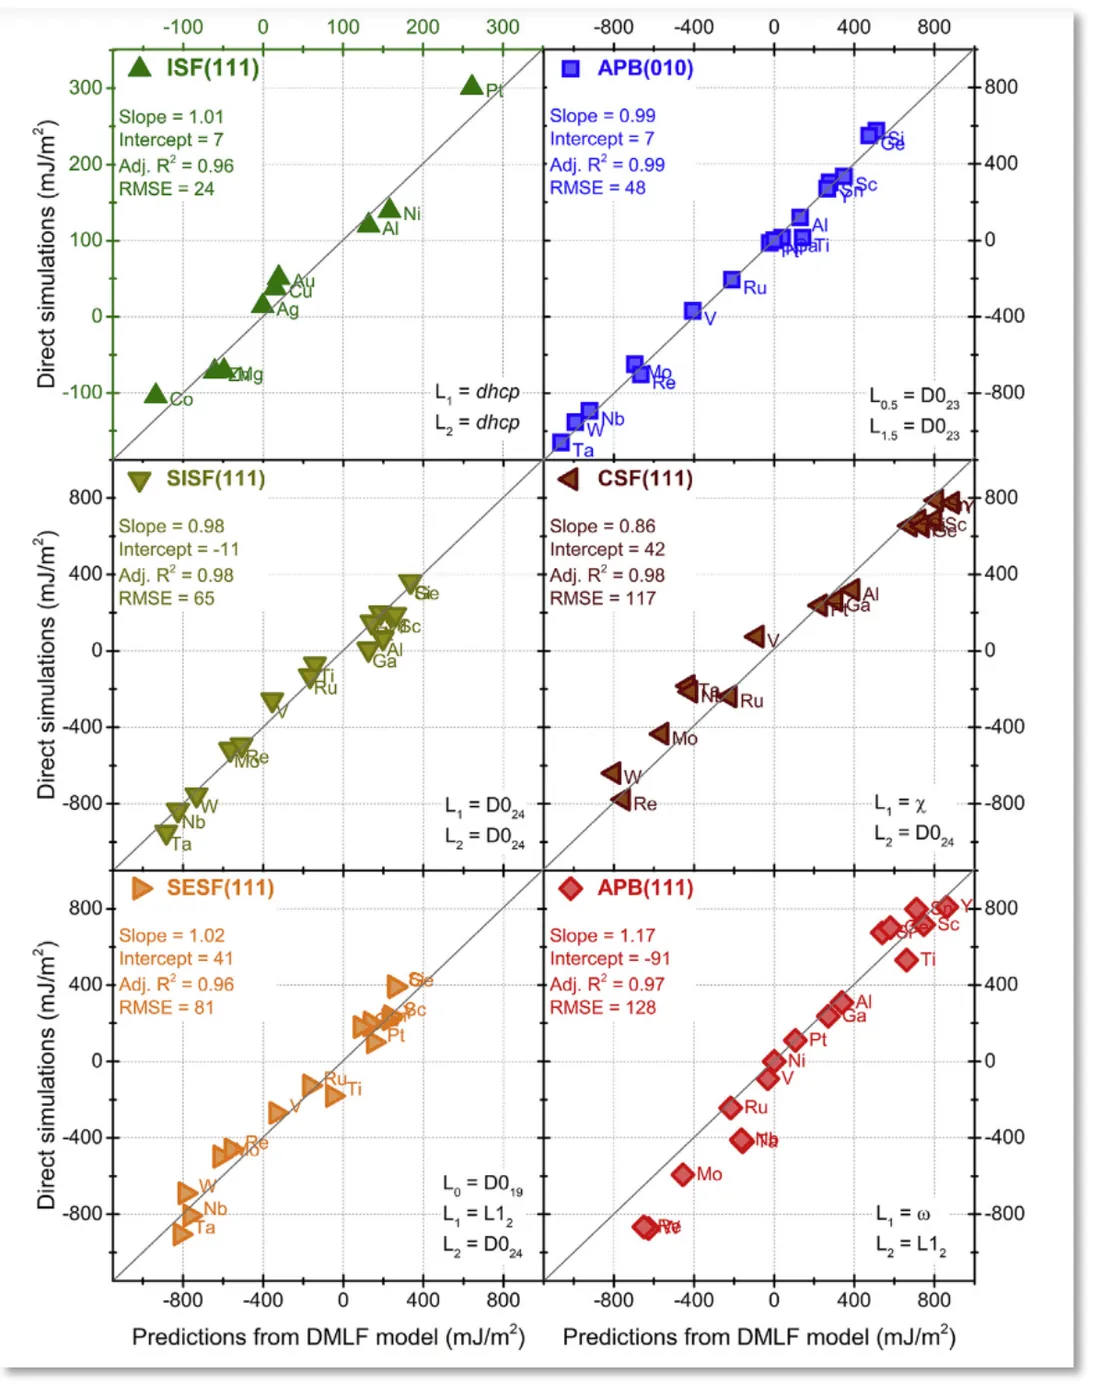 -100 0 100 200 300
-800 -400 0 400 800
Direct simulations (mJ/m²)
300
200
100
0
-100
ISF(111)
Slope = 1.01
Intercept = 7
Adj. R² = 0.96
RMSE = 24
Pt
Ni
Al
Au
Cu
Ag
Mg
Co
L₁ = dhcp
L₂ = dhcp
APB(010)
Slope = 0.99
Intercept = 7
Adj. R² = 0.99
RMSE = 48
Si
Ge
Sc
Sn
Y
Al
Ti
Ru
V
Mo
Re
Nb
W
Ta
L₀.₅ = D0₂₃
L₁.₅ = D0₂₃
800
400
0
-400
-800
Direct simulations (mJ/m²)
800
400
0
-400
-800
SISF(111)
Slope = 0.98
Intercept = -11
Adj. R² = 0.98
RMSE = 65
Ge
Sc
Al
Ga
Ti
Ru
V
Re
Mo
W
Nb
Ta
L₁ = D0₂₄
L₂ = D0₂₄
CSF(111)
Slope = 0.86
Intercept = 42
Adj. R² = 0.98
RMSE = 117
Y
Sc
Ge
Al
Ga
Pt
V
Ta
Nb
Ru
Mo
W
Re
L₁ = χ
L₂ = D0₂₄
800
400
0
-400
-800
Direct simulations (mJ/m²)
800
400
0
-400
-800
SESF(111)
Slope = 1.02
Intercept = 41
Adj. R² = 0.96
RMSE = 81
Ge
Sc
Pt
Ru
Ti
V
Re
Mo
W
Nb
Ta
L₀ = D0₁₉
L₁ = L1₂
L₂ = D0₂₄
APB(111)
Slope = 1.17
Intercept = -91
Adj. R² = 0.97
RMSE = 128
Sn
Y
Ge
Si
Sc
Ti
Al
Ga
Pt
Ni
V
Ru
Nb
Ta
Mo
Re
W
L₁ = ω
L₂ = L1₂
800
400
0
-400
-800
-800 -400 0 400 800
-800 -400 0 400 800
Predictions from DMLF model (mJ/m²)
Predictions from DMLF model (mJ/m²)